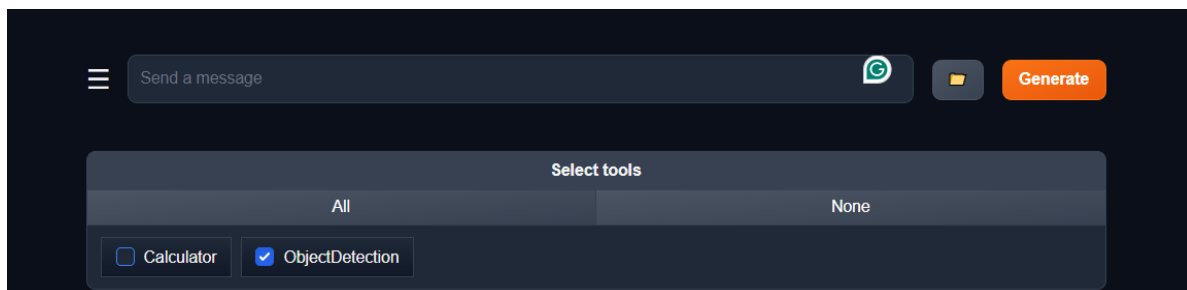 Send a message
Generate
Select tools
All None
Calculator ObjectDetection